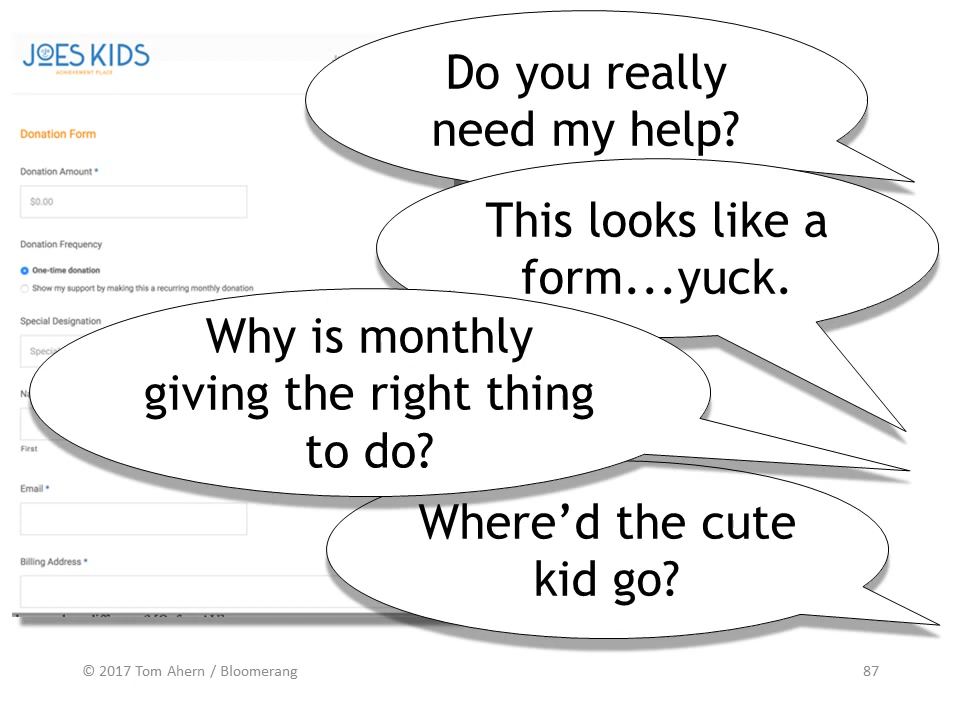 JOES KIDS
ACHIEVEMENT PLACE
Do you really
need my help?
Donation Form
Donation Amount *
$0.00
This looks like a
form...yuck.
Donation Frequency
One-time donation
Show my support by making this a recurring monthly donation
Special Designation
Why is monthly
giving the right thing
to do?
First
Email *
Where’d the cute
kid go?
Billing Address *
© 2017 Tom Ahern / Bloomerang
87